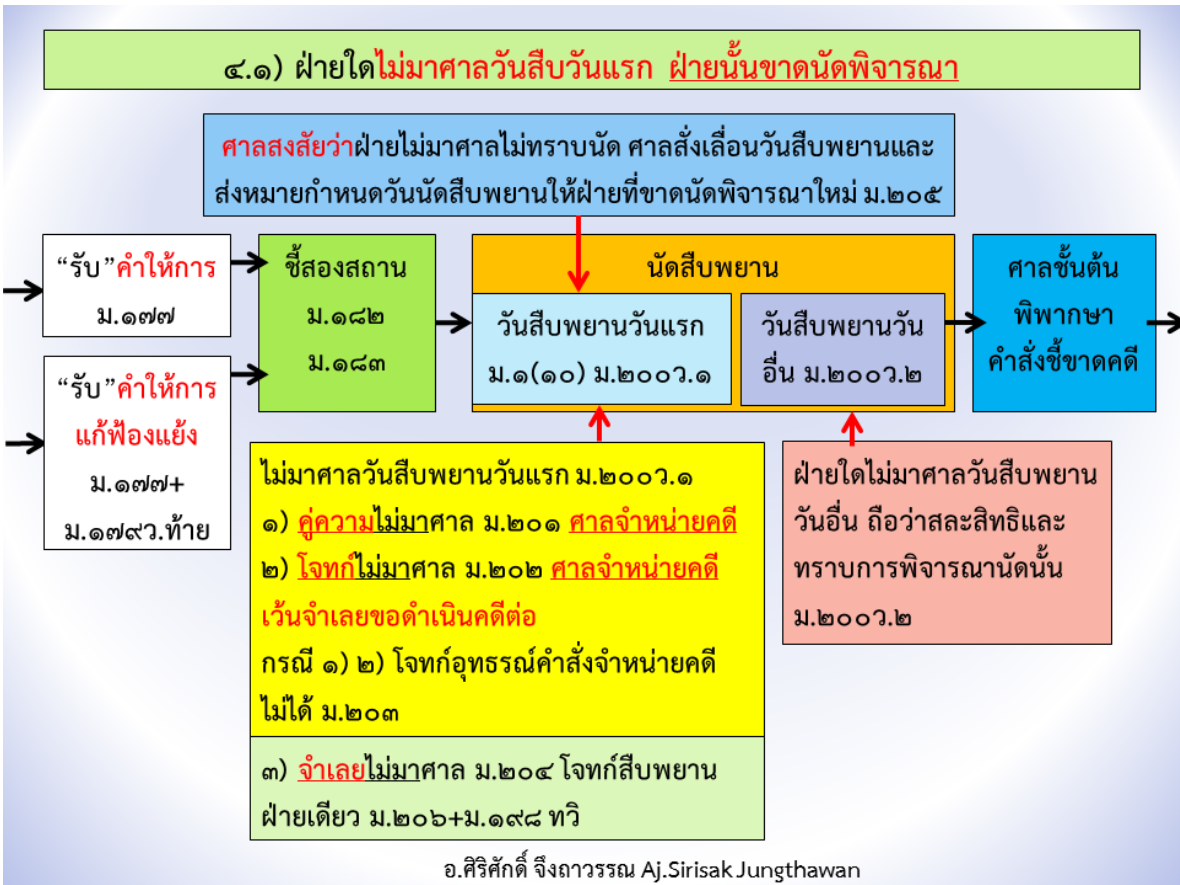 ๔.๑) ฝ่ายใดไม่มาศาลวันสืบวันแรก ฝ่ายนั้นขาดนัดพิจารณา
ศาลสงสัยว่าฝ่ายไม่มาศาลไม่ทราบนัด ศาลสั่งเลื่อนวันสืบพยานและ
ส่งหมายกำหนดวันนัดสืบพยานให้ฝ่ายที่ขาดนัดพิจารณาใหม่ ม.๒๐๕
“รับ”คำให้การ
ม.๑๗๗
“รับ”คำให้การ
แก้ฟ้องแย้ง
ม.๑๗๗+
ม.๑๗๙ว.ท้าย
ชี้สองสถาน
ม.๑๘๒
ม.๑๘๓
นัดสืบพยาน
วันสืบพยานวันแรก
ม.๑(๑๐) ม.๒๐๐ว.๑
วันสืบพยานวัน
อื่น ม.๒๐๐ว.๒
ศาลชั้นต้น
พิพากษา
คำสั่งชี้ขาดคดี
ไม่มาศาลวันสืบพยานวันแรก ม.๒๐๐ว.๑
๑) คู่ความไม่มาศาล ม.๒๐๑ ศาลจำหน่ายคดี
๒) โจทก์ไม่มาศาล ม.๒๐๒ ศาลจำหน่ายคดี
เว้นจำเลยขอดำเนินคดีต่อ
กรณี ๑) ๒) โจทก์อุทธรณ์คำสั่งจำหน่ายคดี
ไม่ได้ ม.๒๐๓
๓) จำเลยไม่มาศาล ม.๒๐๔ โจทก์สืบพยาน
ฝ่ายเดียว ม.๒๐๖+ม.๑๙๘ ทวิ
ฝ่ายใดไม่มาศาลวันสืบพยาน
วันอื่น ถือว่าสละสิทธิและ
ทราบการพิจารณานัดนั้น
ม.๒๐๐ว.๒
อ.ศิริศักดิ์ จึงถาวรรณ Aj.Sirisak Jungthawan